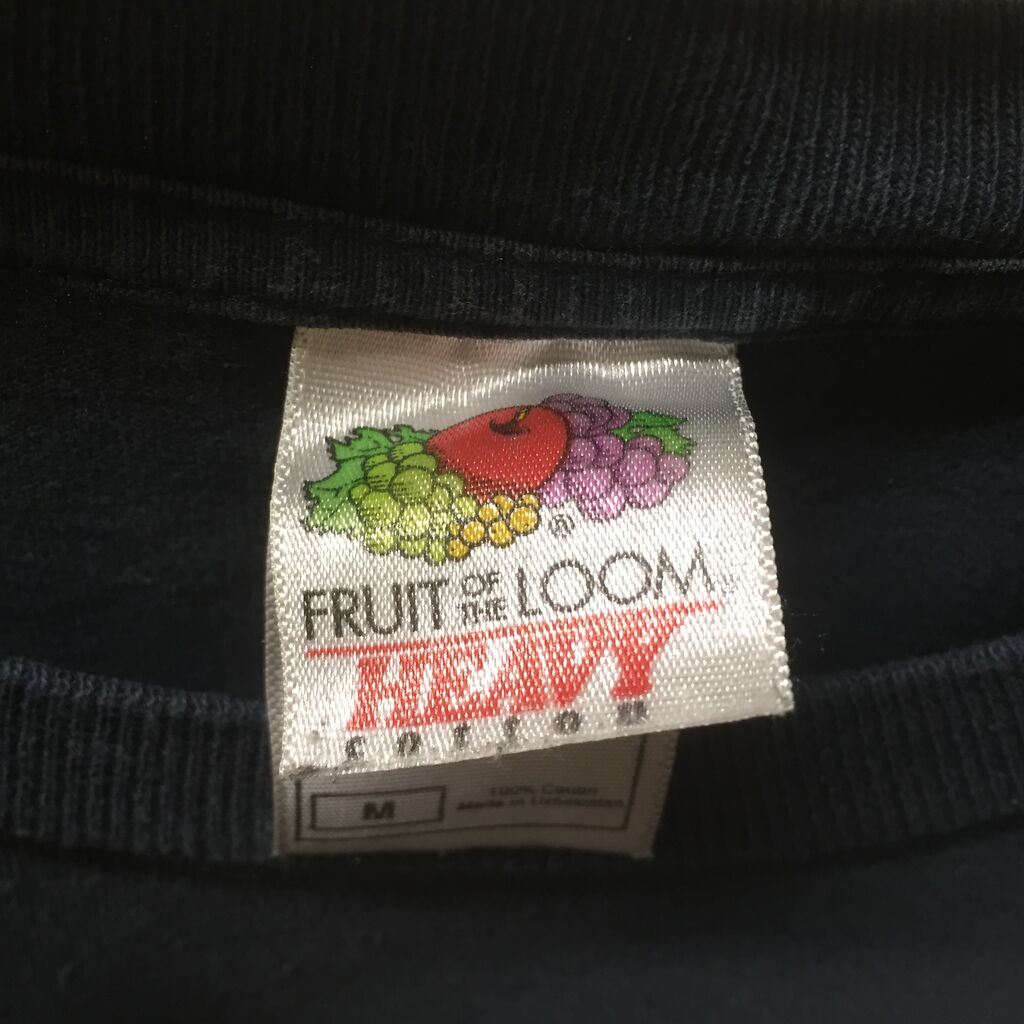 ®
FRUIT OF THE LOOM
HEAVY
COTTON
M
100% Cotton
Made in Uzbekistan